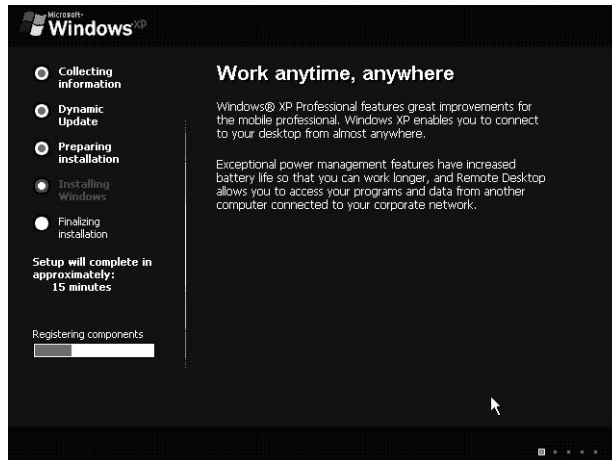 Microsoft®
Windows XP
Collecting
information
Dynamic
Update
Preparing
installation
Installing
Windows
Finalizing
installation
Setup will complete in
approximately:
15 minutes
Registering components
Work anytime, anywhere
Windows® XP Professional features great improvements for
the mobile professional. Windows XP enables you to connect
to your desktop from almost anywhere.
Exceptional power management features have increased
battery life so that you can work longer, and Remote Desktop
allows you to access your programs and data from another
computer connected to your corporate network.